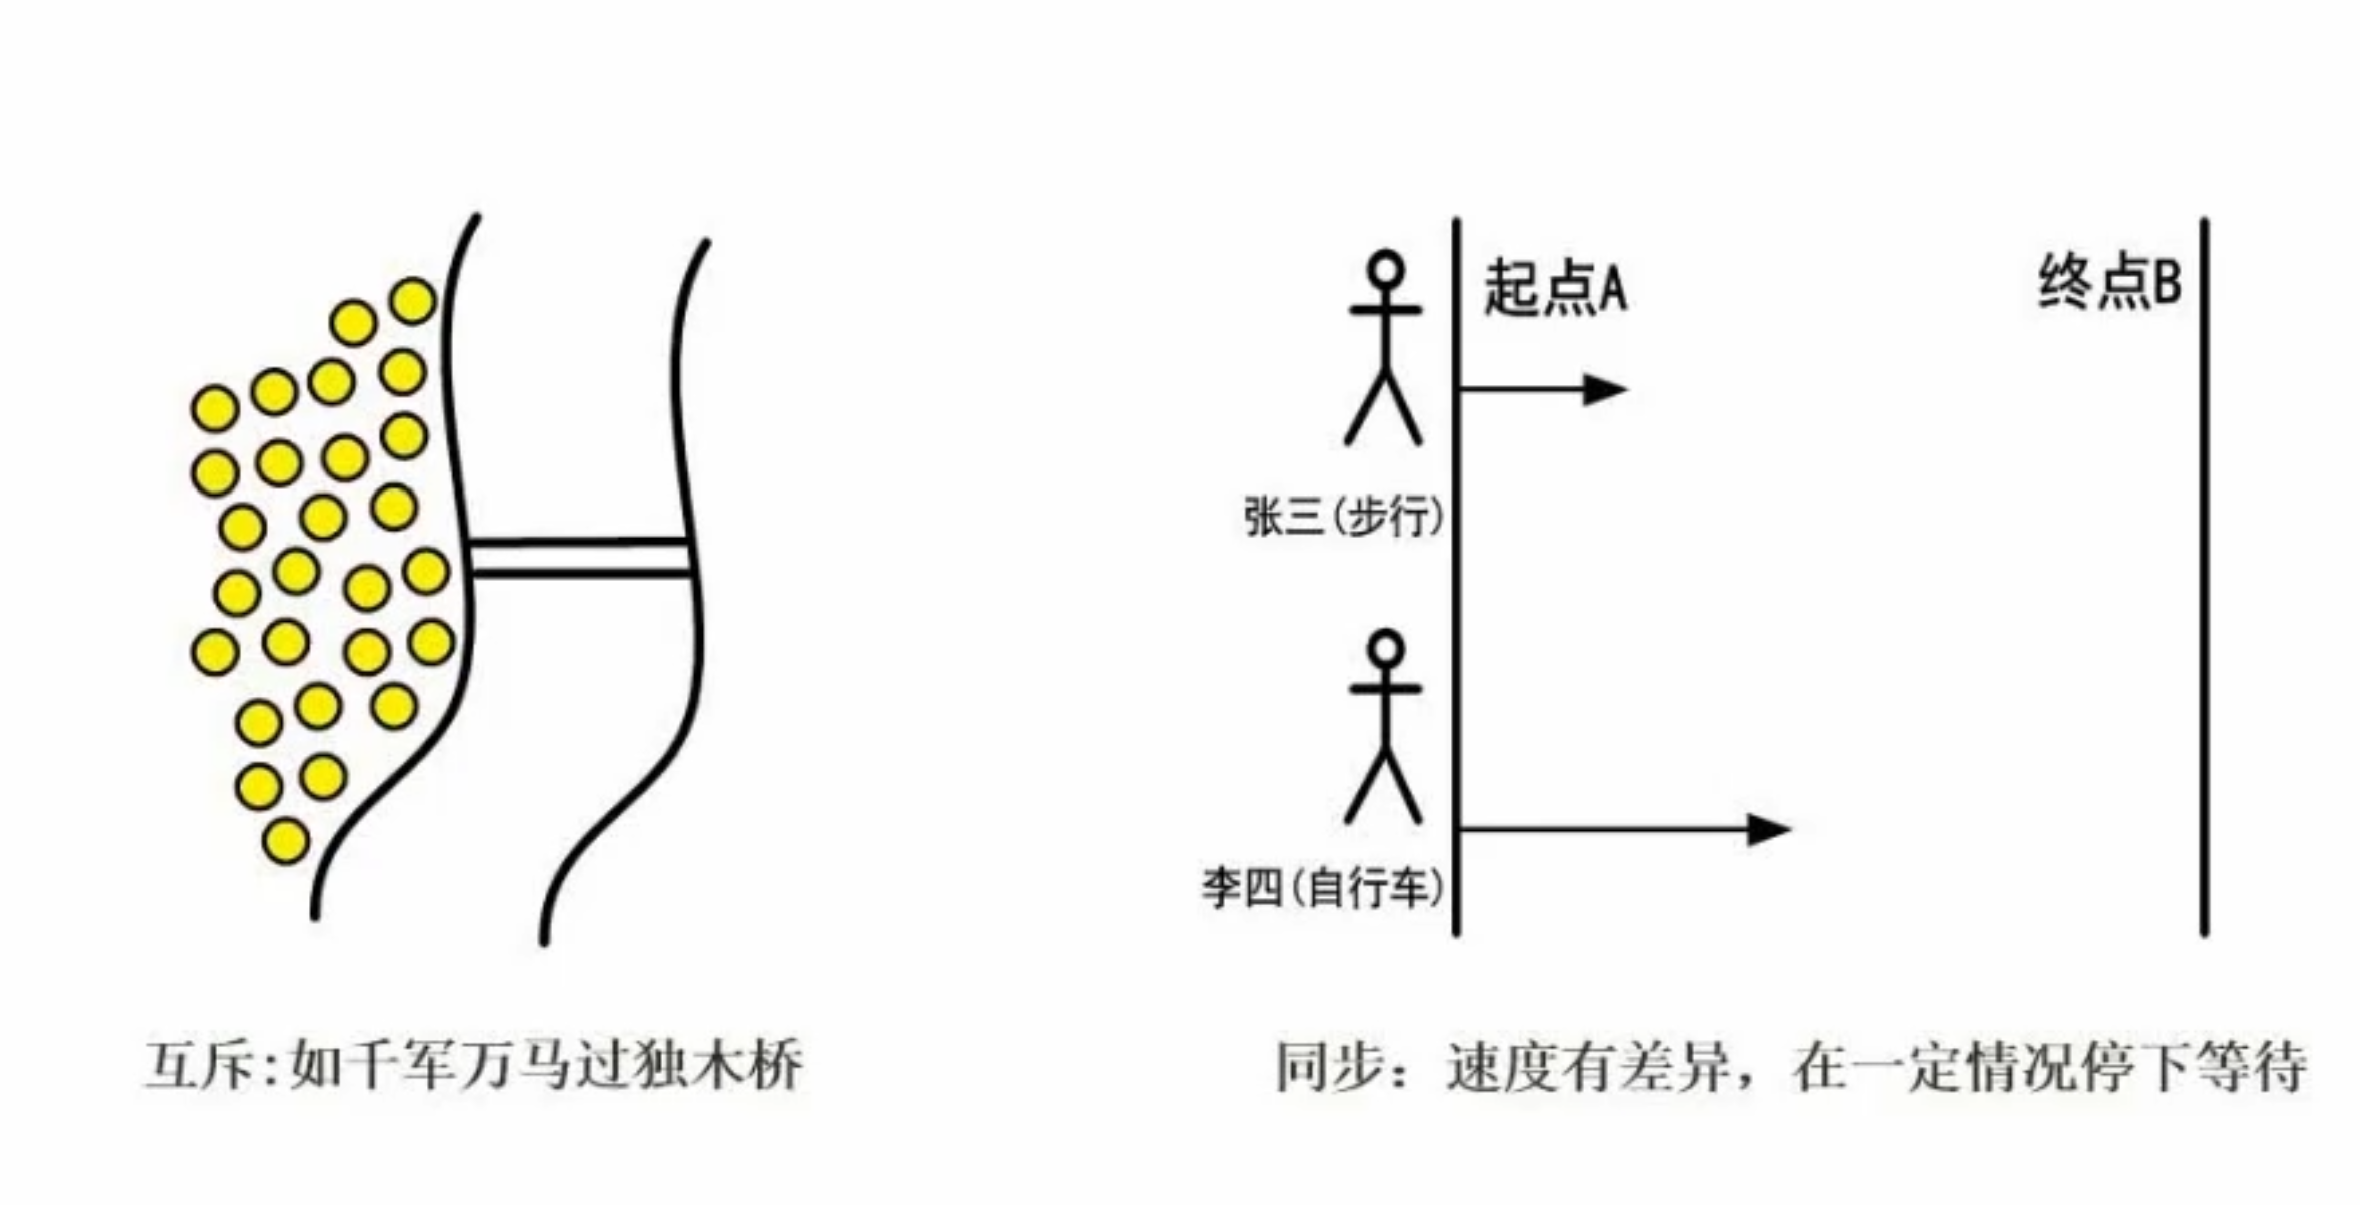 起点A
终点B
张三(步行)
李四(自行车)
互斥:如千军万马过独木桥
同步：速度有差异，在一定情况停下等待